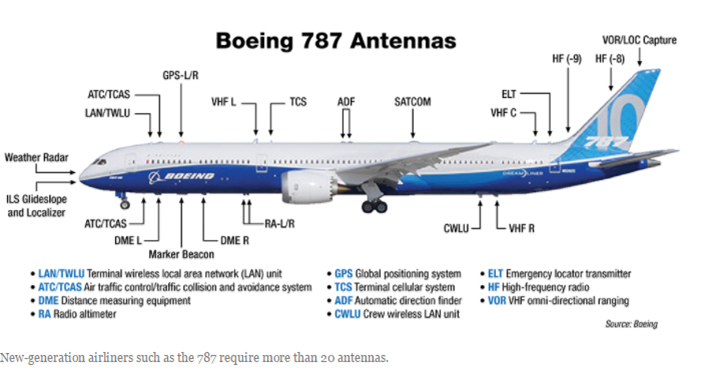 Boeing 787 Antennas
VOR/LOC Capture
HF (-9)
HF (-8)
GPS-L/R
ATC/TCAS
LAN/TWLU
VHF L
TCS
ADF
SATCOM
ELT
VHF C
Weather Radar
ILS Glideslope
and Localizer
10
787
BOEING
DREAMLINER
ATC/TCAS
DME L
Marker Beacon
DME R
RA-L/R
CWLU
VHF R
• LAN/TWLU Terminal wireless local area network (LAN) unit
• ATC/TCAS Air traffic control/traffic collision and avoidance system
• DME Distance measuring equipment
• RA Radio altimeter
• GPS Global positioning system
• TCS Terminal cellular system
• ADF Automatic direction finder
• CWLU Crew wireless LAN unit
• ELT Emergency locator transmitter
• HF High-frequency radio
• VOR VHF omni-directional ranging
Source: Boeing
New-generation airliners such as the 787 require more than 20 antennas.